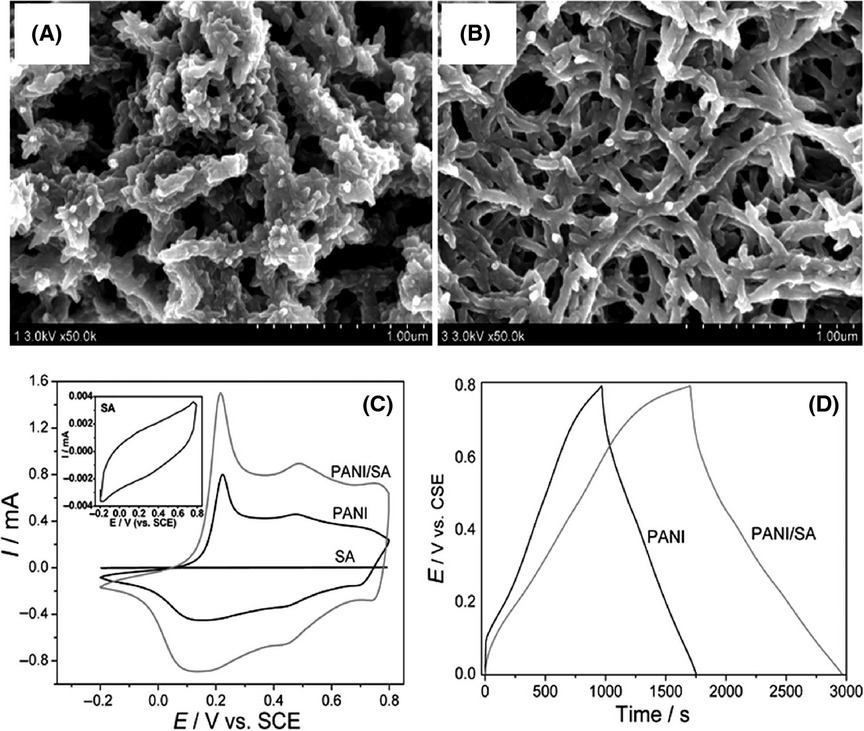 (A)
(B)
1 3.0kV x50.0k 1.00um
3 3.0kV x50.0k 1.00um
(C)
1.6
1.2
0.8
0.4
0.0
−0.4
−0.8
I / mA
−0.2 0.0 0.2 0.4 0.6 0.8
E / V vs. SCE
PANI/SA
PANI
SA
SA
0.004
0.002
0.000
−0.002
−0.004
I / mA
−0.2 0.0 0.2 0.4 0.6 0.8
E / V (vs. SCE)
(D)
0.8
0.6
0.4
0.2
0.0
E / V vs. CSE
0 500 1000 1500 2000 2500 3000
Time / s
PANI
PANI/SA